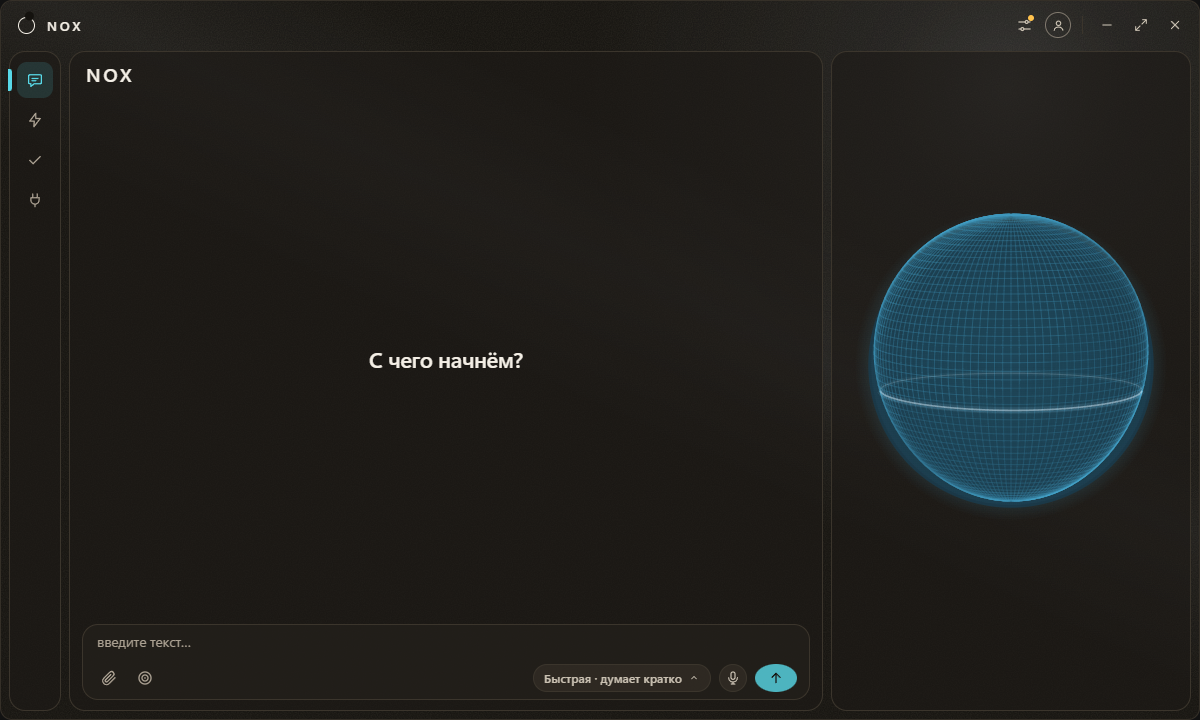 NOX
NOX
С чего начнём?
введите текст...
Быстрая · думает кратко